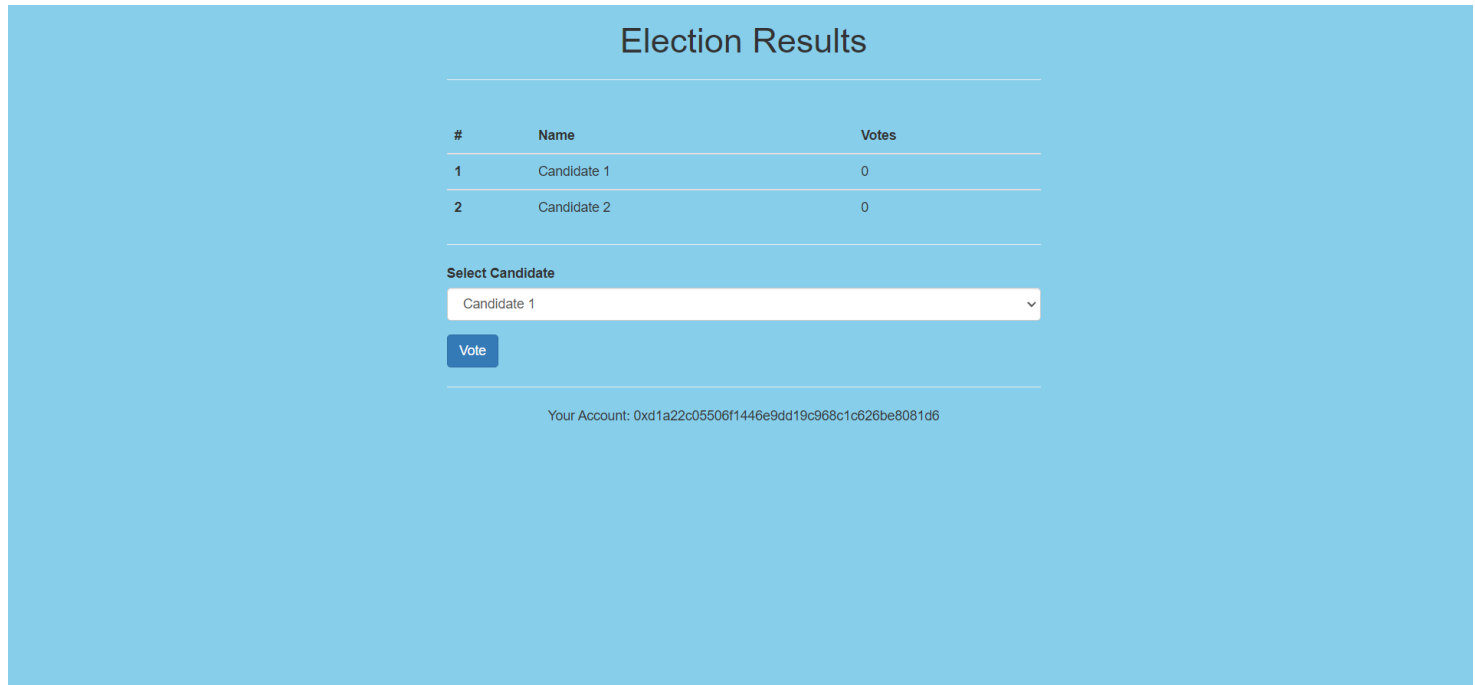 Election Results
# Name Votes
1 Candidate 1 0
2 Candidate 2 0
Select Candidate
Candidate 1
Vote
Your Account: 0xd1a22c05506f1446e9dd19c968c1c626be8081d6